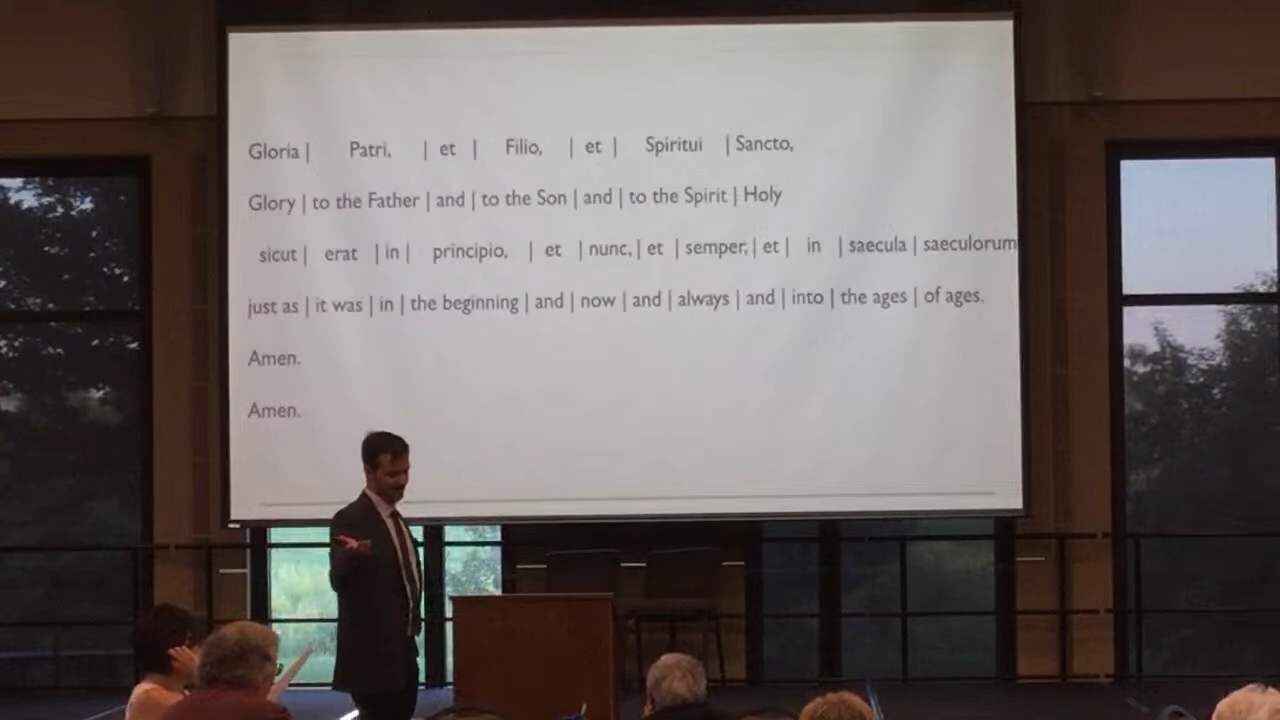 Gloria | Patri, | et | Filio, | et | Spiritui | Sancto,
Glory | to the Father | and | to the Son | and | to the Spirit | Holy
sicut | erat | in | principio, | et | nunc, | et | semper, | et | in | saecula | saeculorum
just as | it was | in | the beginning | and | now | and | always | and | into | the ages | of ages.
Amen.
Amen.